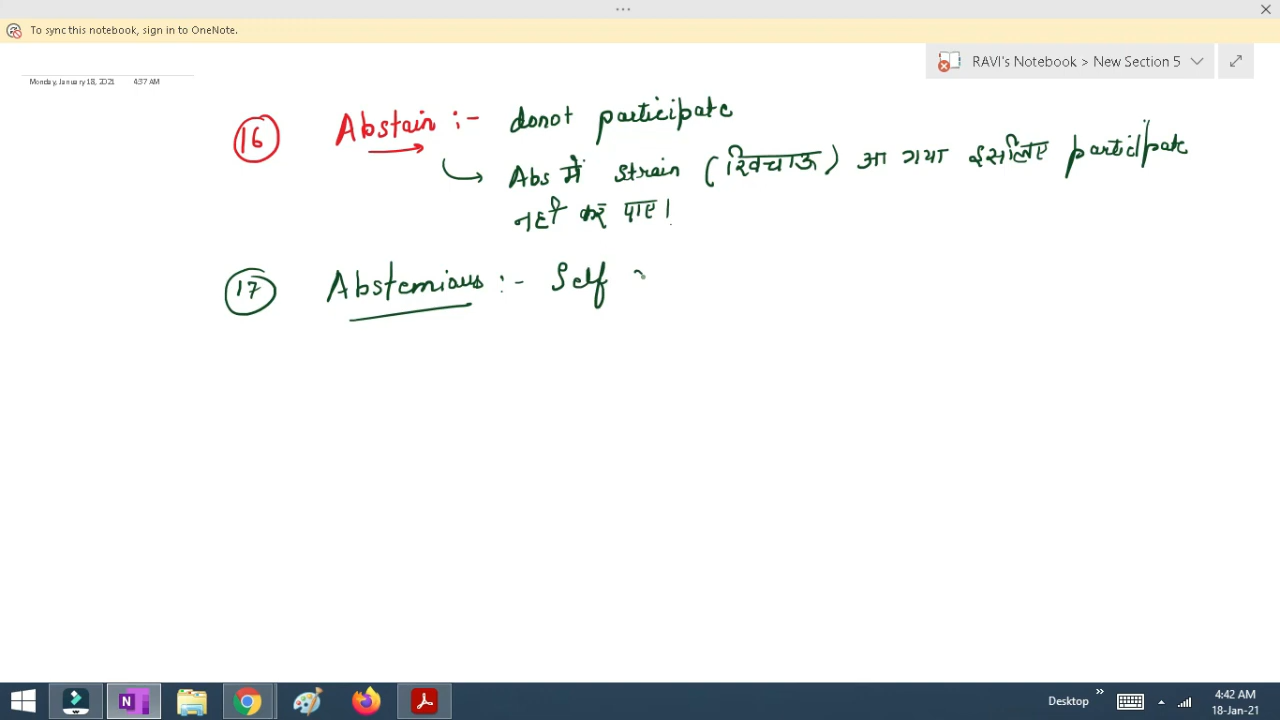 To sync this notebook, sign in to OneNote.
RAVI's Notebook > New Section 5
Monday, January 18, 2021 4:37 AM
16 Abstain :- donot participate
Abs में strain (खिचाऊ) आ गया इसलिए participate
नही कर पाए।
17 Abstemious :- Self
Desktop
4:42 AM
18-Jan-21